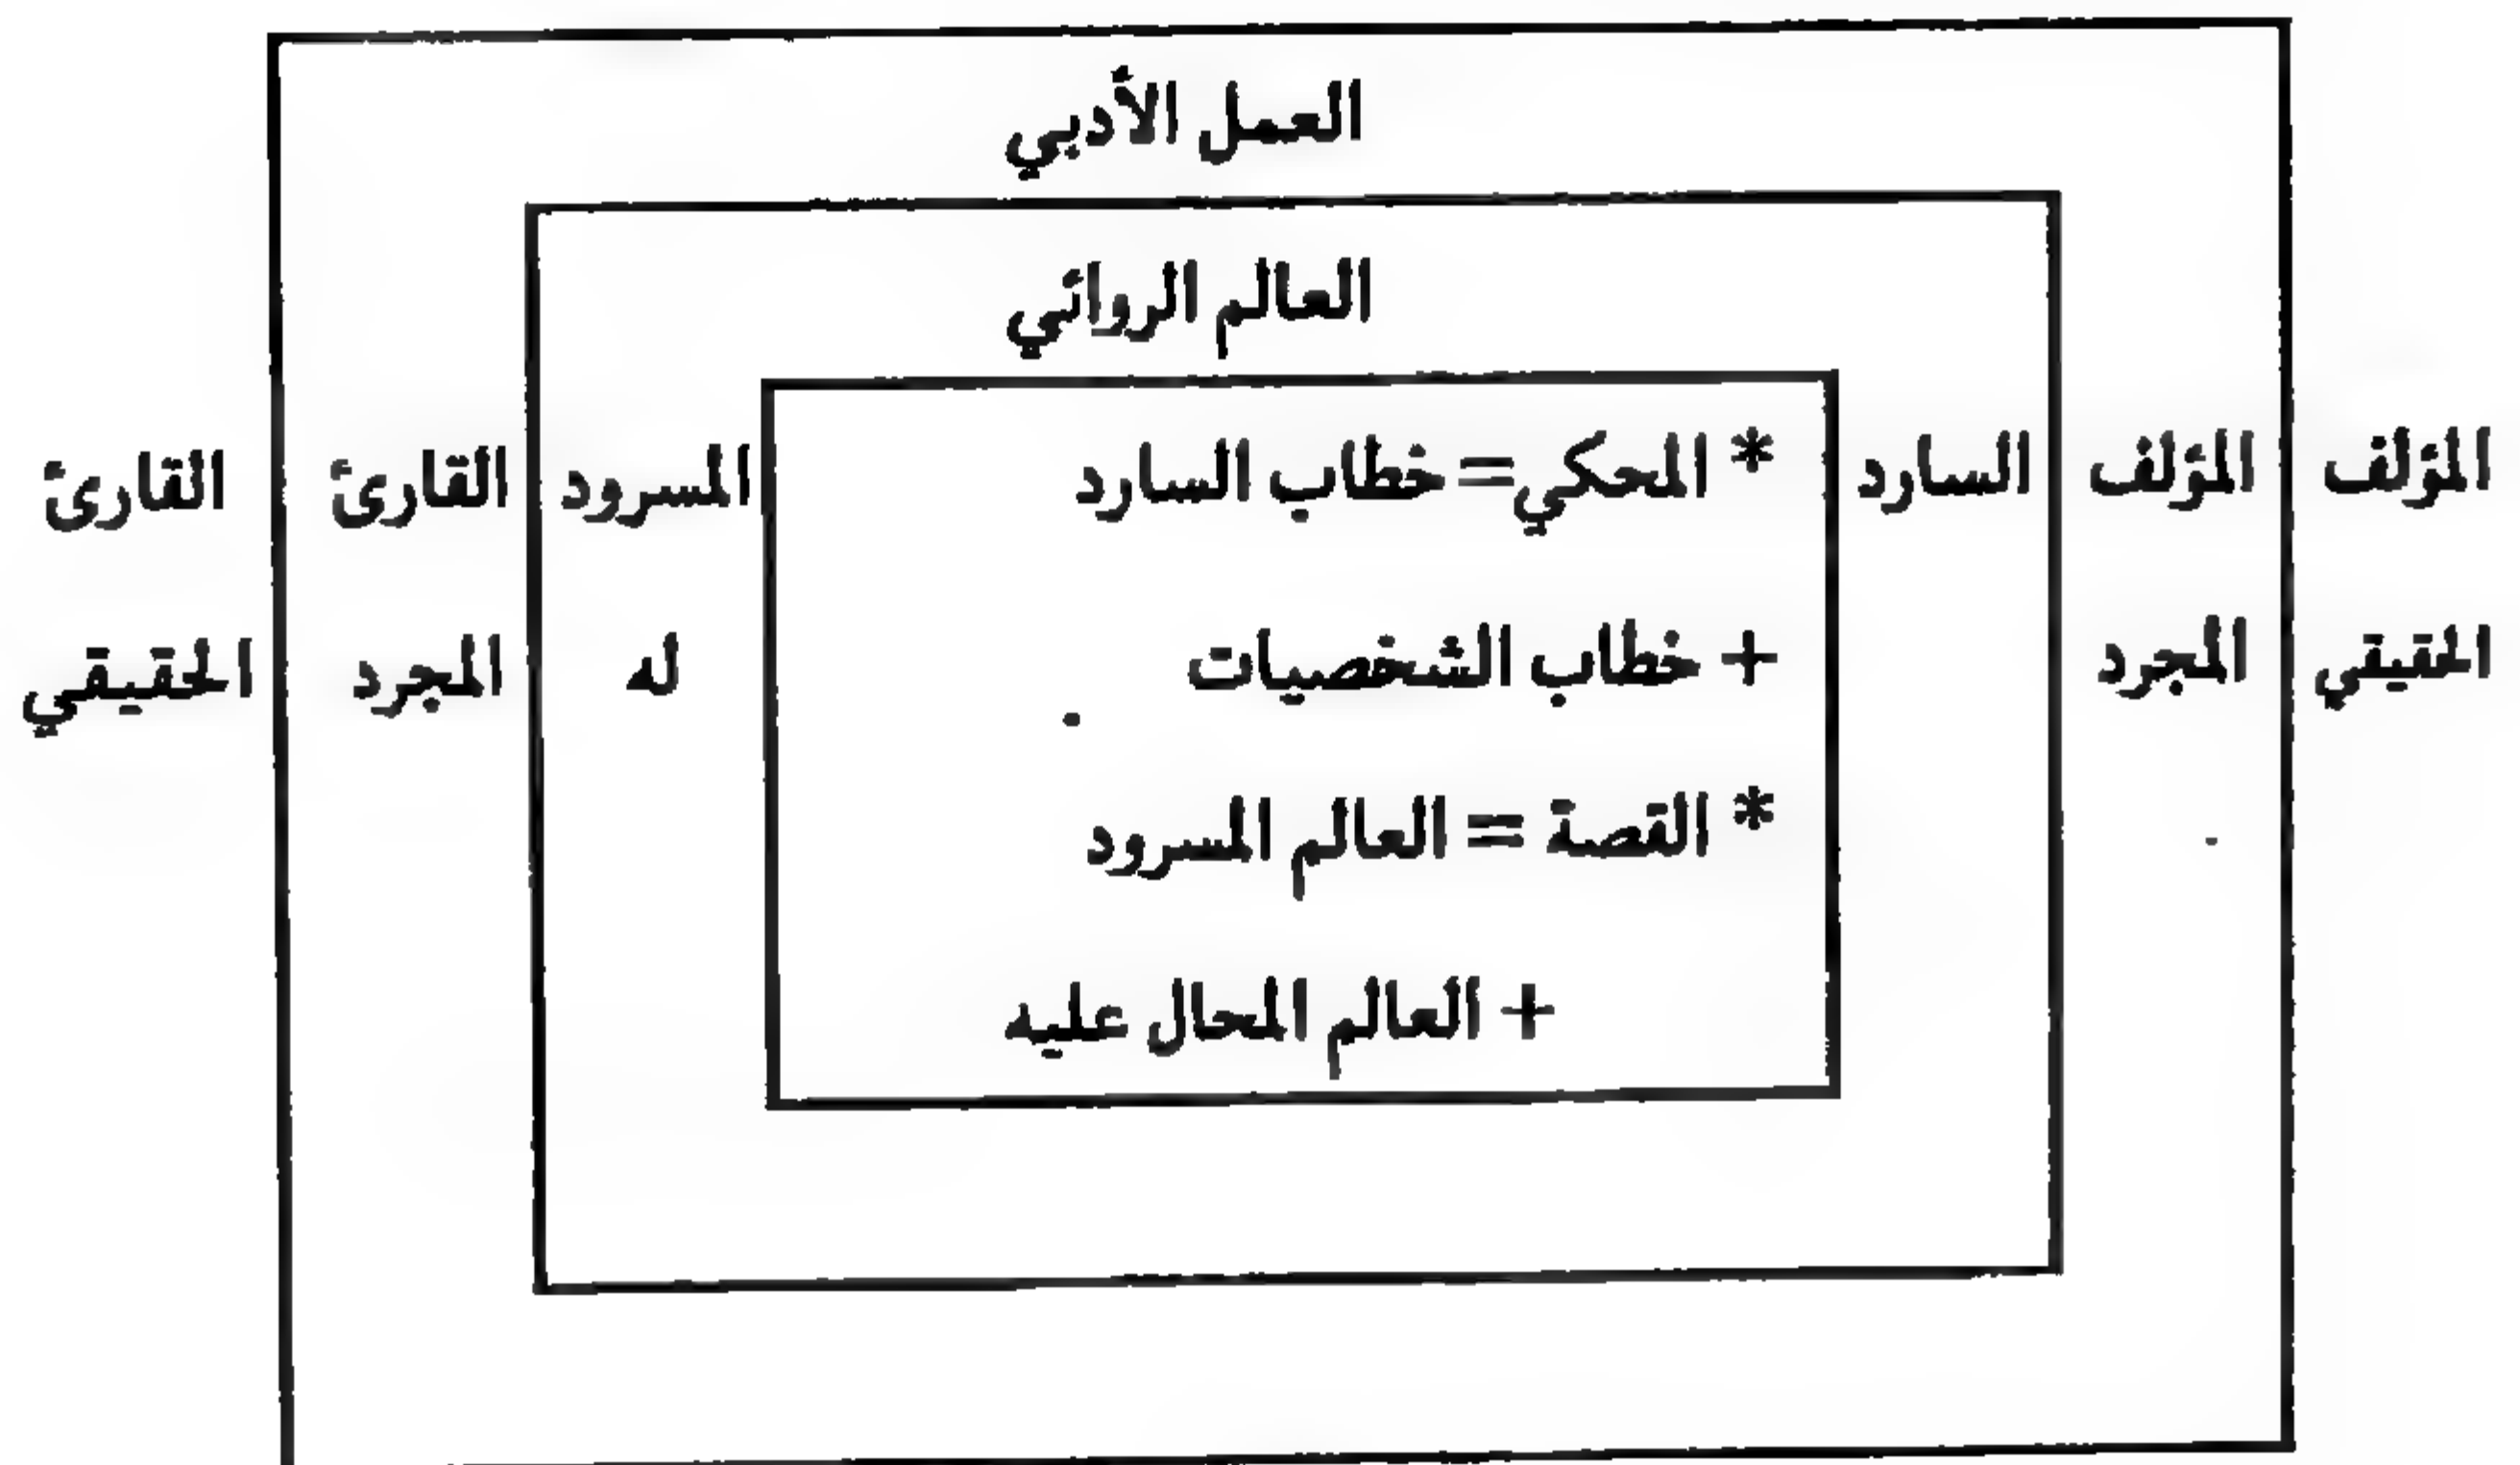 العمل الأدبي
العالم الروائي
المؤلف المؤلف السارد * المحكي = خطاب السارد المسرود القارئ القارئ
الحقيقي المجرد + خطاب الشخصيات له المجرد الحقيقي
* القصة = العالم المسرود
+ العالم المحال عليه